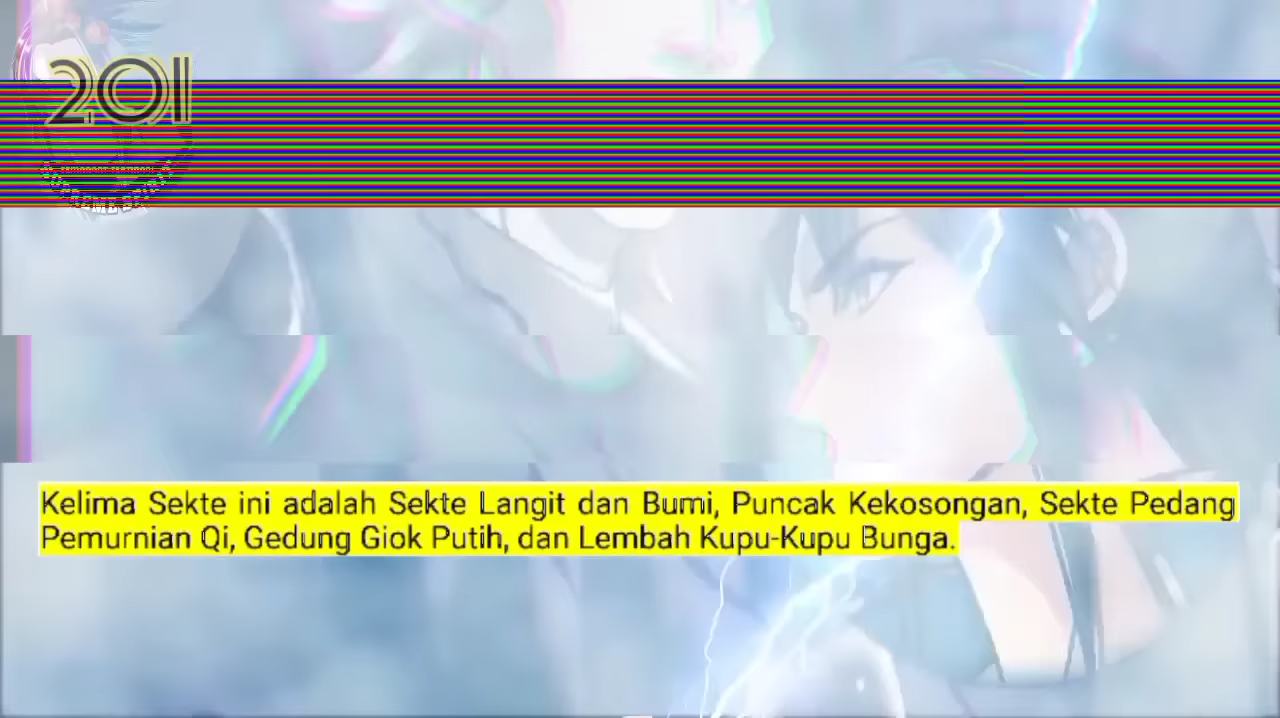 201
Kelima Sekte ini adalah Sekte Langit dan Bumi, Puncak Kekosongan, Sekte Pedang
Pemurnian Qi, Gedung Giok Putih, dan Lembah Kupu-Kupu Bunga.